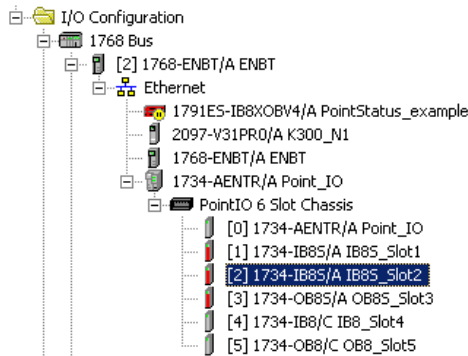 I/O Configuration
1768 Bus
[2] 1768-ENBT/A ENBT
Ethernet
1791ES-IB8XOBV4/A PointStatus_example
2097-V31PR0/A K300_N1
1768-ENBT/A ENBT
1734-AENTR/A Point_IO
PointIO 6 Slot Chassis
[0] 1734-AENTR/A Point_IO
[1] 1734-IB8S/A IB8S_Slot1
[2] 1734-IB8S/A IB8S_Slot2
[3] 1734-OB8S/A OB8S_Slot3
[4] 1734-IB8/C IB8_Slot4
[5] 1734-OB8/C OB8_Slot5